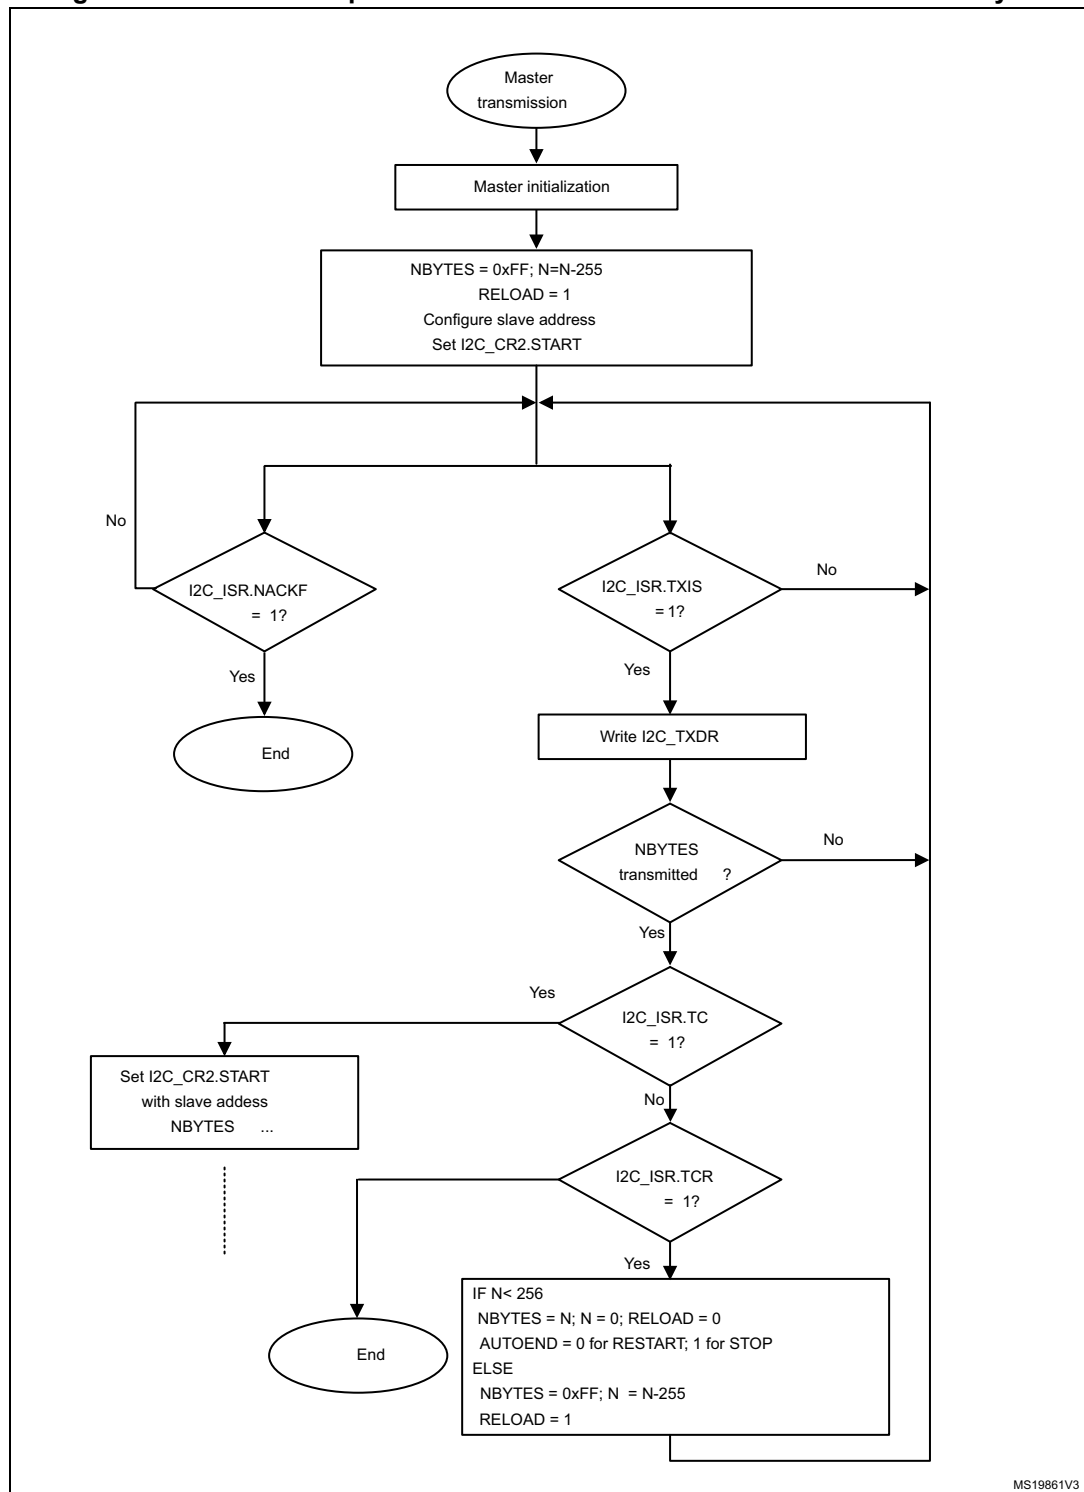 Master
transmission
Master initialization
NBYTES = 0xFF; N=N-255
RELOAD = 1
Configure slave address
Set I2C_CR2.START
No
I2C_ISR.NACKF
= 1?
Yes
End
I2C_ISR.TXIS
= 1?
No
Yes
Write I2C_TXDR
NBYTES
transmitted ?
No
Yes
I2C_ISR.TC
= 1?
Yes
Set I2C_CR2.START
with slave addess
NBYTES ...
No
I2C_ISR.TCR
= 1?
Yes
End
IF N< 256
NBYTES = N; N = 0; RELOAD = 0
AUTOEND = 0 for RESTART; 1 for STOP
ELSE
NBYTES = 0xFF; N = N-255
RELOAD = 1
MS19861V3